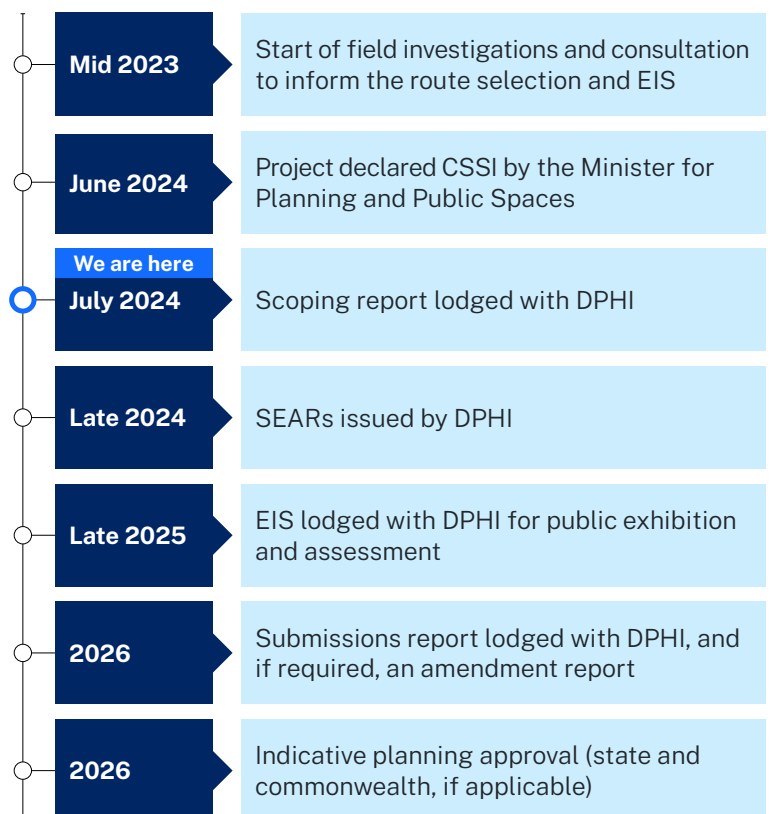 Mid 2023
Start of field investigations and consultation
to inform the route selection and EIS
June 2024
Project declared CSSI by the Minister for
Planning and Public Spaces
We are here
July 2024
Scoping report lodged with DPHI
Late 2024
SEARs issued by DPHI
Late 2025
EIS lodged with DPHI for public exhibition
and assessment
2026
Submissions report lodged with DPHI, and
if required, an amendment report
2026
Indicative planning approval (state and
commonwealth, if applicable)